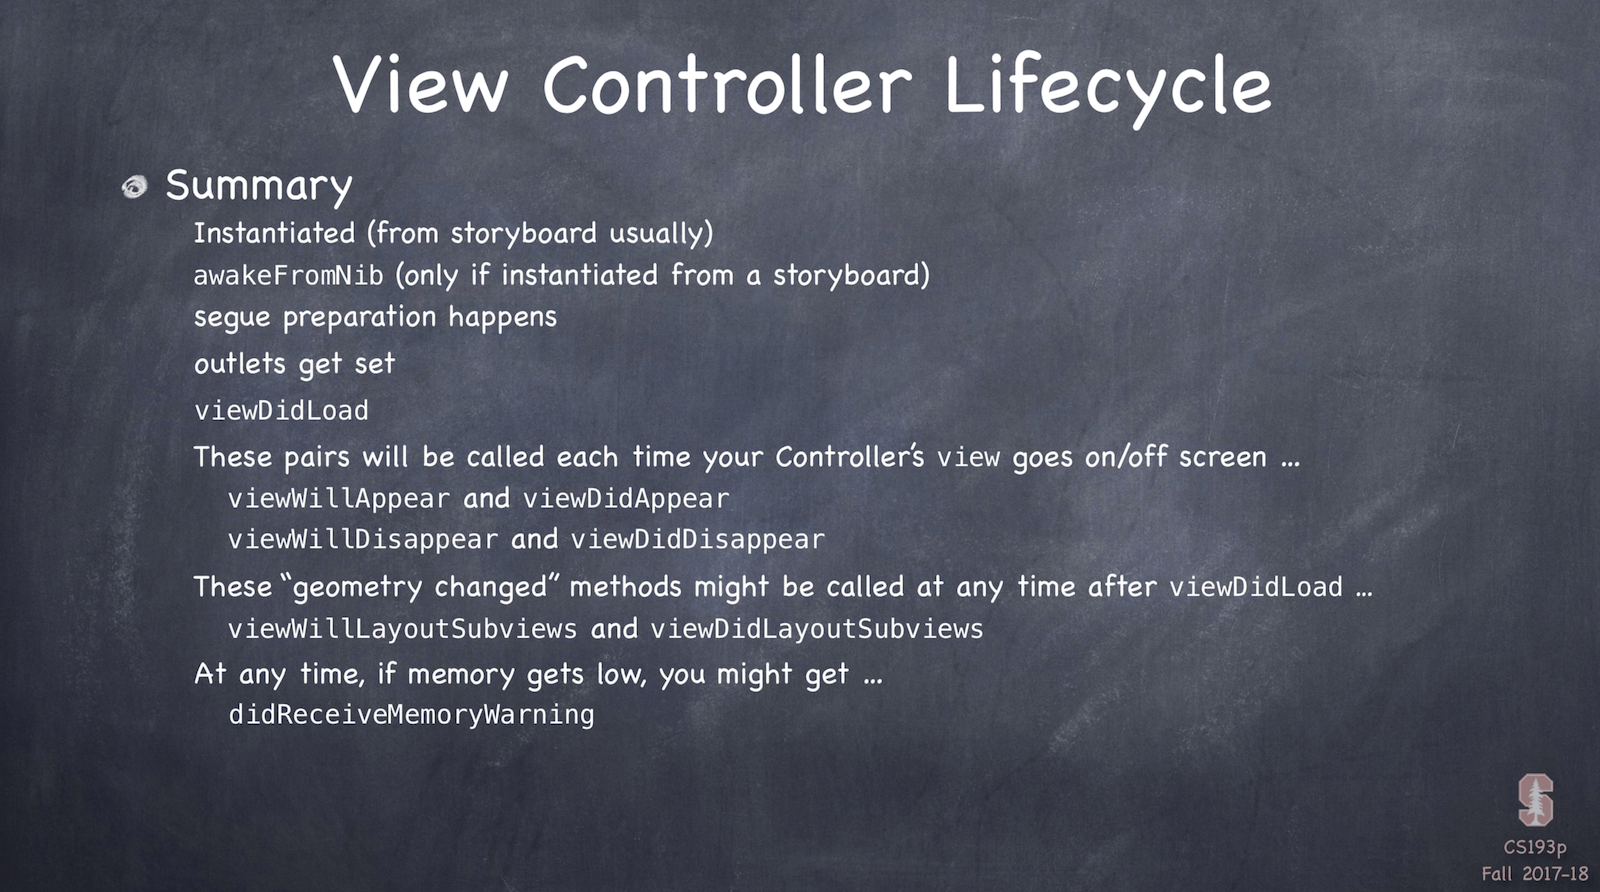 View Controller Lifecycle
Summary
Instantiated (from storyboard usually)
awakeFromNib (only if instantiated from a storyboard)
segue preparation happens
outlets get set
viewDidLoad
These pairs will be called each time your Controller's view goes on/off screen ...
viewWillAppear and viewDidAppear
viewWillDisappear and viewDidDisappear
These “geometry changed” methods might be called at any time after viewDidLoad ...
viewWillLayoutSubviews and viewDidLayoutSubviews
At any time, if memory gets low, you might get ...
didReceiveMemoryWarning
S
CS193p
Fall 2017-18